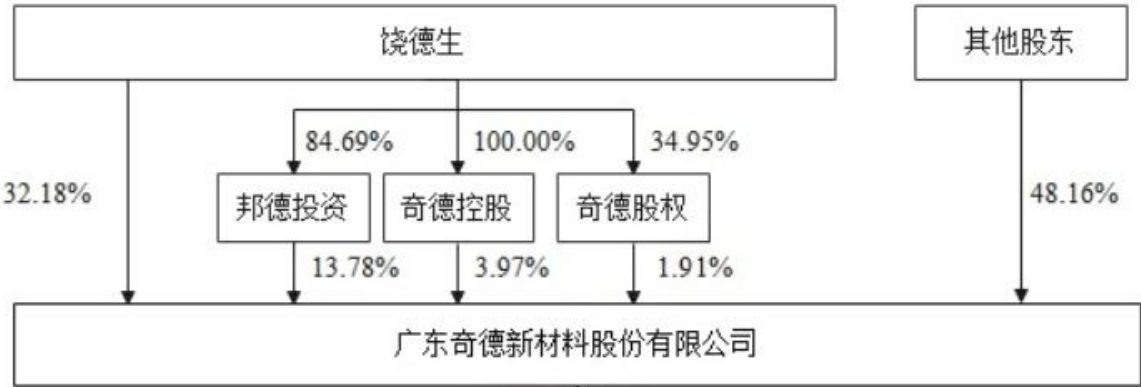 饶德生
其他股东
84.69%
100.00%
34.95%
32.18%
邦德投资
奇德控股
奇德股权
48.16%
13.78%
3.97%
1.91%
广东奇德新材料股份有限公司